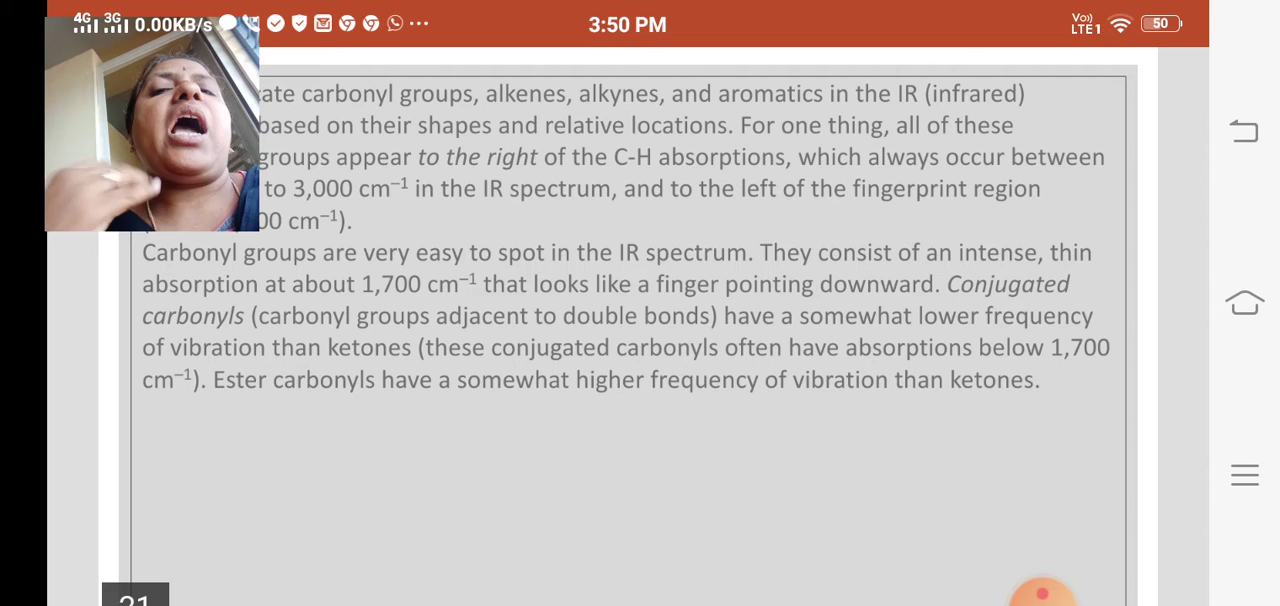 4G 3G 0.00KB/s 3:50 PM Vo)) LTE1 50
carbonyl groups, alkenes, alkynes, and aromatics in the IR (infrared)
based on their shapes and relative locations. For one thing, all of these
groups appear to the right of the C-H absorptions, which always occur between
to 3,000 cm⁻¹ in the IR spectrum, and to the left of the fingerprint region
00 cm⁻¹).
Carbonyl groups are very easy to spot in the IR spectrum. They consist of an intense, thin
absorption at about 1,700 cm⁻¹ that looks like a finger pointing downward. Conjugated
carbonyls (carbonyl groups adjacent to double bonds) have a somewhat lower frequency
of vibration than ketones (these conjugated carbonyls often have absorptions below 1,700
cm⁻¹). Ester carbonyls have a somewhat higher frequency of vibration than ketones.
21